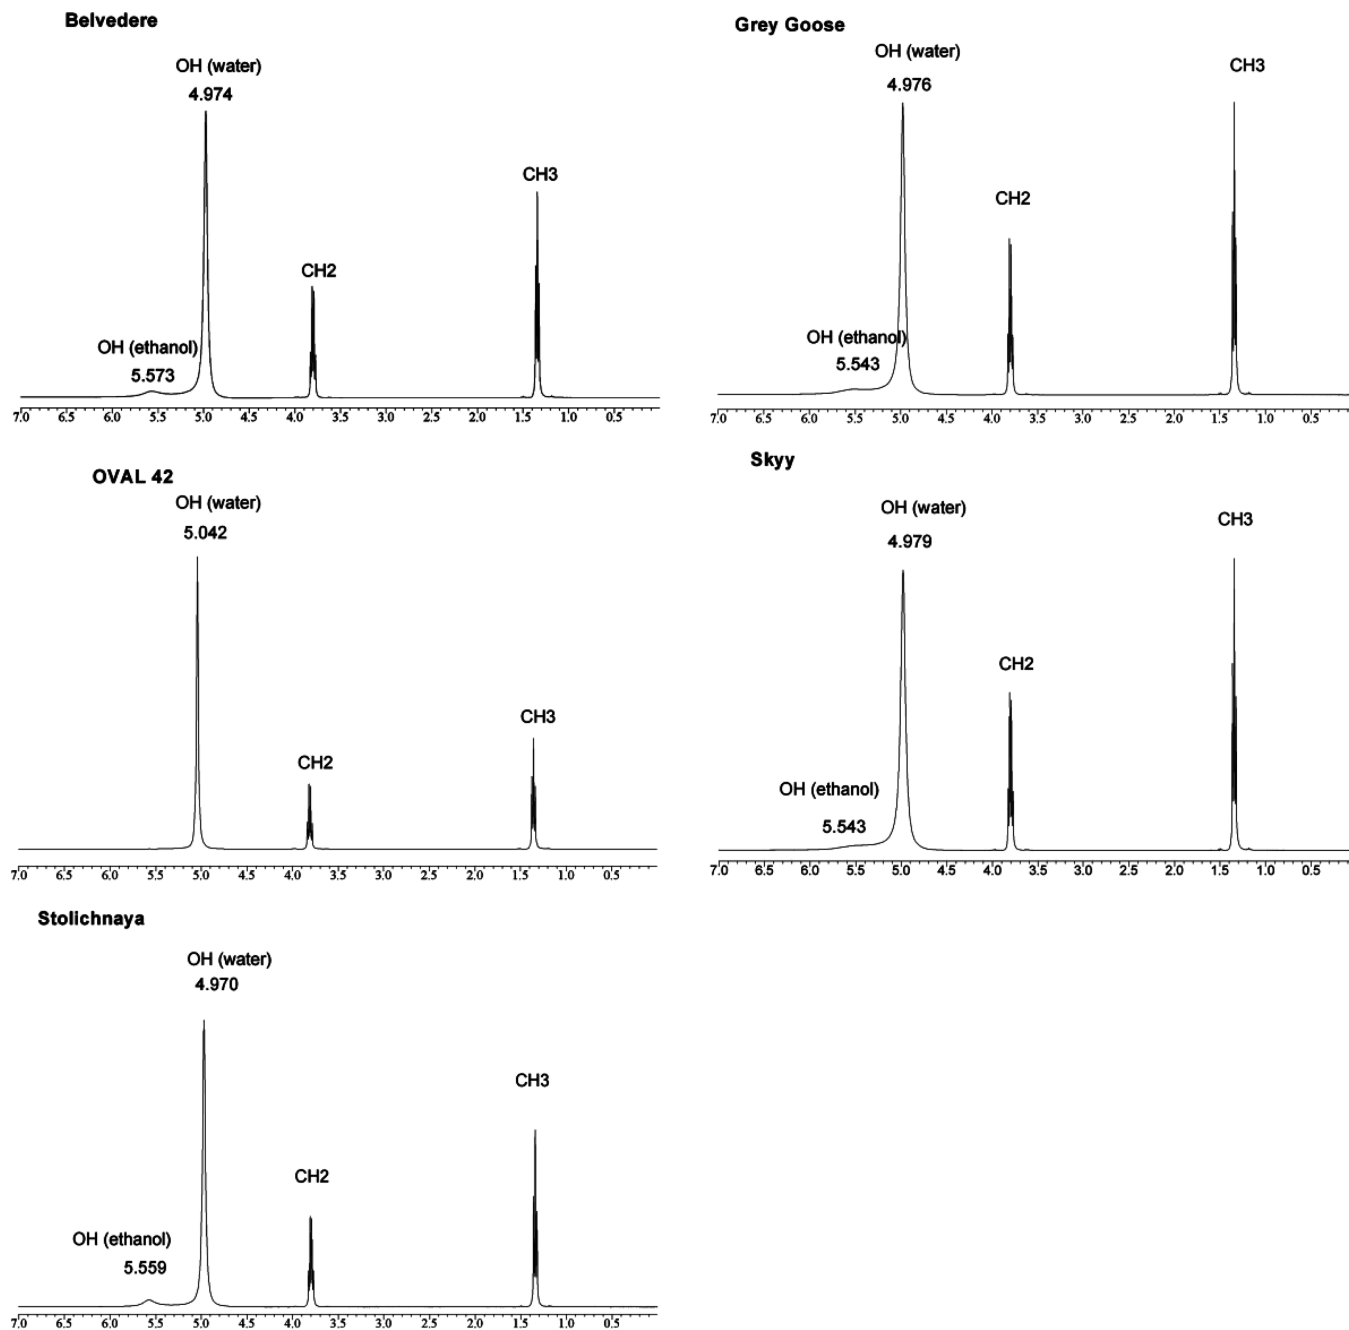 Belvedere
OH (water)
4.974
CH3
CH2
OH (ethanol)
5.573
7.0 6.5 6.0 5.5 5.0 4.5 4.0 3.5 3.0 2.5 2.0 1.5 1.0 0.5
Grey Goose
OH (water)
4.976
CH3
CH2
OH (ethanol)
5.543
7.0 6.5 6.0 5.5 5.0 4.5 4.0 3.5 3.0 2.5 2.0 1.5 1.0 0.5
OVAL 42
OH (water)
5.042
CH3
CH2
7.0 6.5 6.0 5.5 5.0 4.5 4.0 3.5 3.0 2.5 2.0 1.5 1.0 0.5
Skyy
OH (water)
4.979
CH3
CH2
OH (ethanol)
5.543
7.0 6.5 6.0 5.5 5.0 4.5 4.0 3.5 3.0 2.5 2.0 1.5 1.0 0.5
Stolichnaya
OH (water)
4.970
CH3
CH2
OH (ethanol)
5.559
7.0 6.5 6.0 5.5 5.0 4.5 4.0 3.5 3.0 2.5 2.0 1.5 1.0 0.5